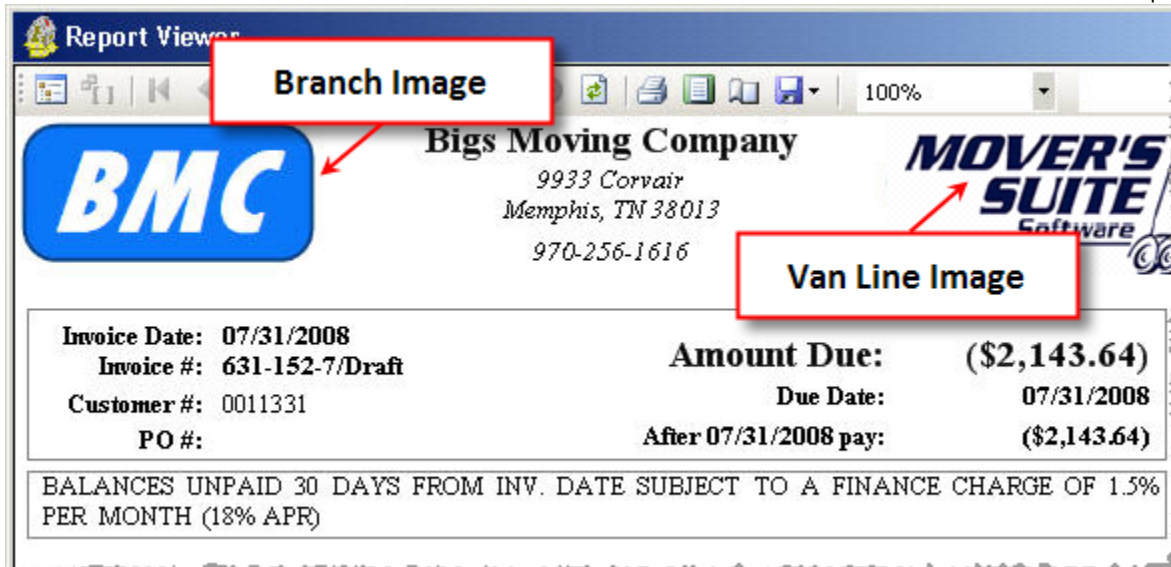 Report Viewer
Branch Image
100%
BMC
Bigs Moving Company
9933 Corvair
Memphis, TN 38013
970-256-1616
MOVER'S
SUITE
Software
Van Line Image
Invoice Date: 07/31/2008
Invoice #: 631-152-7/Draft
Customer #: 0011331
PO #:
Amount Due: ($2,143.64)
Due Date: 07/31/2008
After 07/31/2008 pay: ($2,143.64)
BALANCES UNPAID 30 DAYS FROM INV. DATE SUBJECT TO A FINANCE CHARGE OF 1.5%
PER MONTH (18% APR)